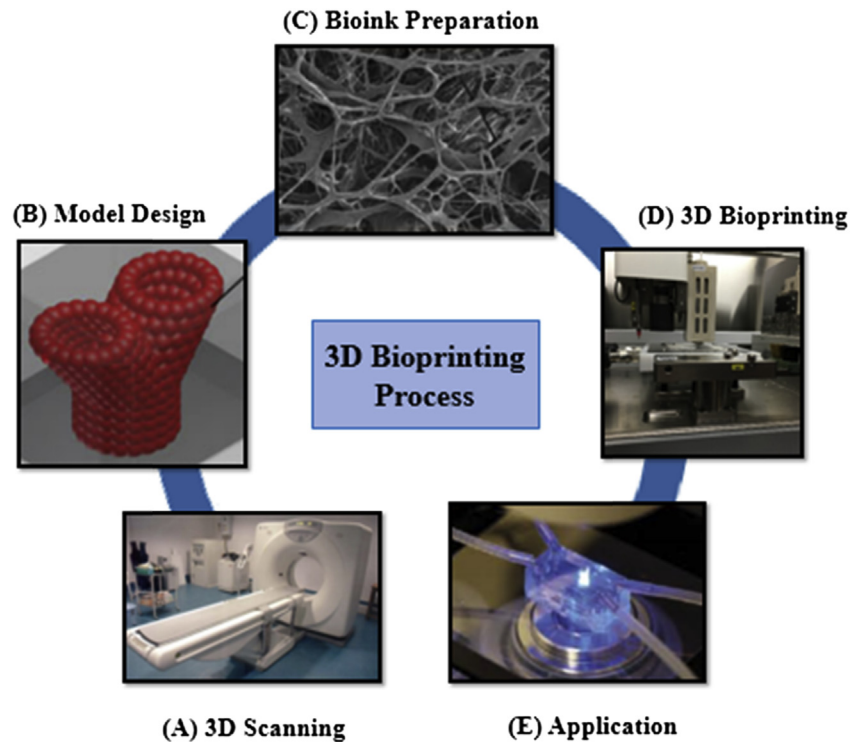 (C) Bioink Preparation
(B) Model Design
(D) 3D Bioprinting
3D Bioprinting
Process
(A) 3D Scanning
(E) Application